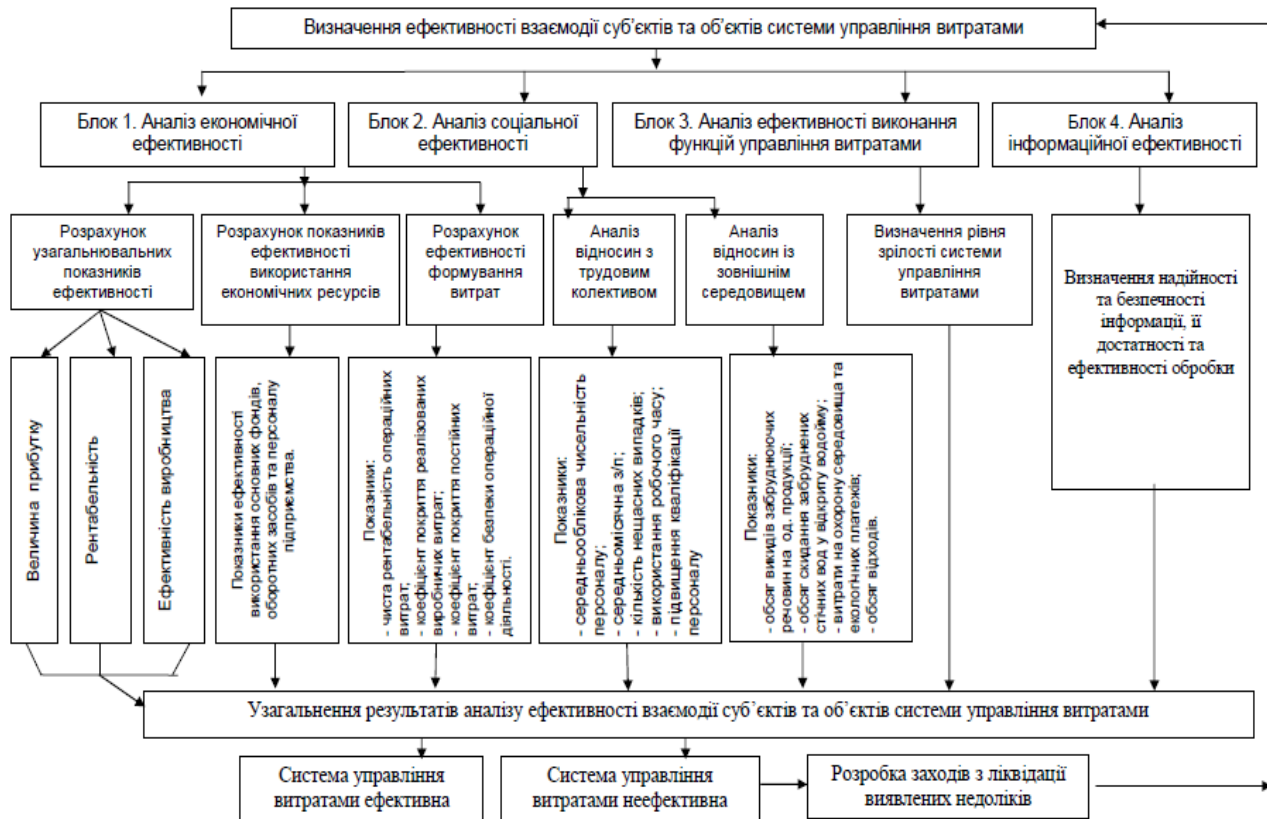 Визначення ефективності взаємодії суб’єктів та об’єктів системи управління витратами
Блок 1. Аналіз економічної
ефективності
Блок 2. Аналіз соціальної
ефективності
Блок 3. Аналіз ефективності виконання
функцій управління витратами
Блок 4. Аналіз
інформаційної ефективності
Розрахунок
узагальнювальних
показників
ефективності
Розрахунок показників
ефективності
використання
економічних ресурсів
Розрахунок
ефективності
формування
витрат
Аналіз
відносин з
трудовим
колективом
Аналіз
відносин із
зовнішнім
середовищем
Визначення рівня
зрілості системи
управління
витратами
Визначення надійності
та безпечності
інформації, її
достатності та
ефективності обробки
Величина прибутку
Рентабельність
Ефективність виробництва
Показники ефективності
використання основних фондів,
оборотних засобів та персоналу
підприємства.
Показники:
- чиста рентабельність операційних
витрат;
- коефіцієнт покриття реалізованих
виробничих витрат;
- коефіцієнт покриття постійних
витрат;
- коефіцієнт безпеки операційної
діяльності.
Показники:
- середньооблікова чисельність
персоналу;
- середньомісячна з/п;
- кількість нещасних випадків;
- використання робочого часу;
- підвищення кваліфікації
персоналу
Показники:
- обсяг викидів забруднюючих
речовин на од. продукції;
- обсяг скидання забруднених
стічних вод у відкриту водойму;
- витрати на охорону середовища та
екологічних платежів;
- обсяг відходів.
Узагальнення результатів аналізу ефективності взаємодії суб’єктів та об’єктів системи управління витратами
Система управління
витратами ефективна
Система управління
витратами неефективна
Розробка заходів з ліквідації
виявлених недоліків